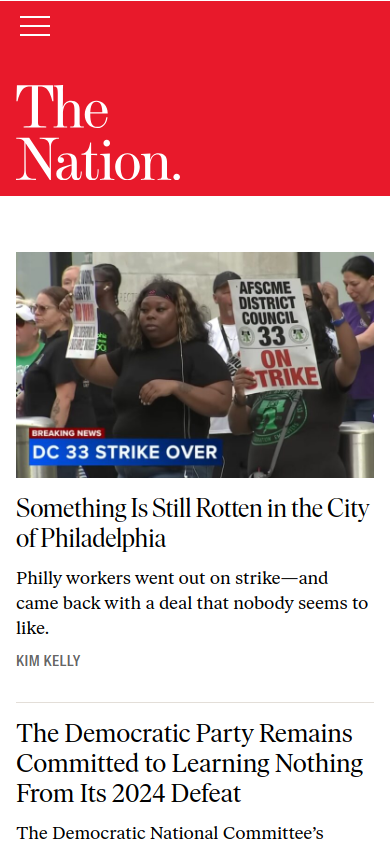 The
Nation.
NO
AFSCME
DISTRICT
COUNCIL
33
ON
STRIKE
BREAKING NEWS
DC 33 STRIKE OVER
Something Is Still Rotten in the City
of Philadelphia
Philly workers went out on strike—and
came back with a deal that nobody seems to
like.
KIM KELLY
The Democratic Party Remains
Committed to Learning Nothing
From Its 2024 Defeat
The Democratic National Committee’s